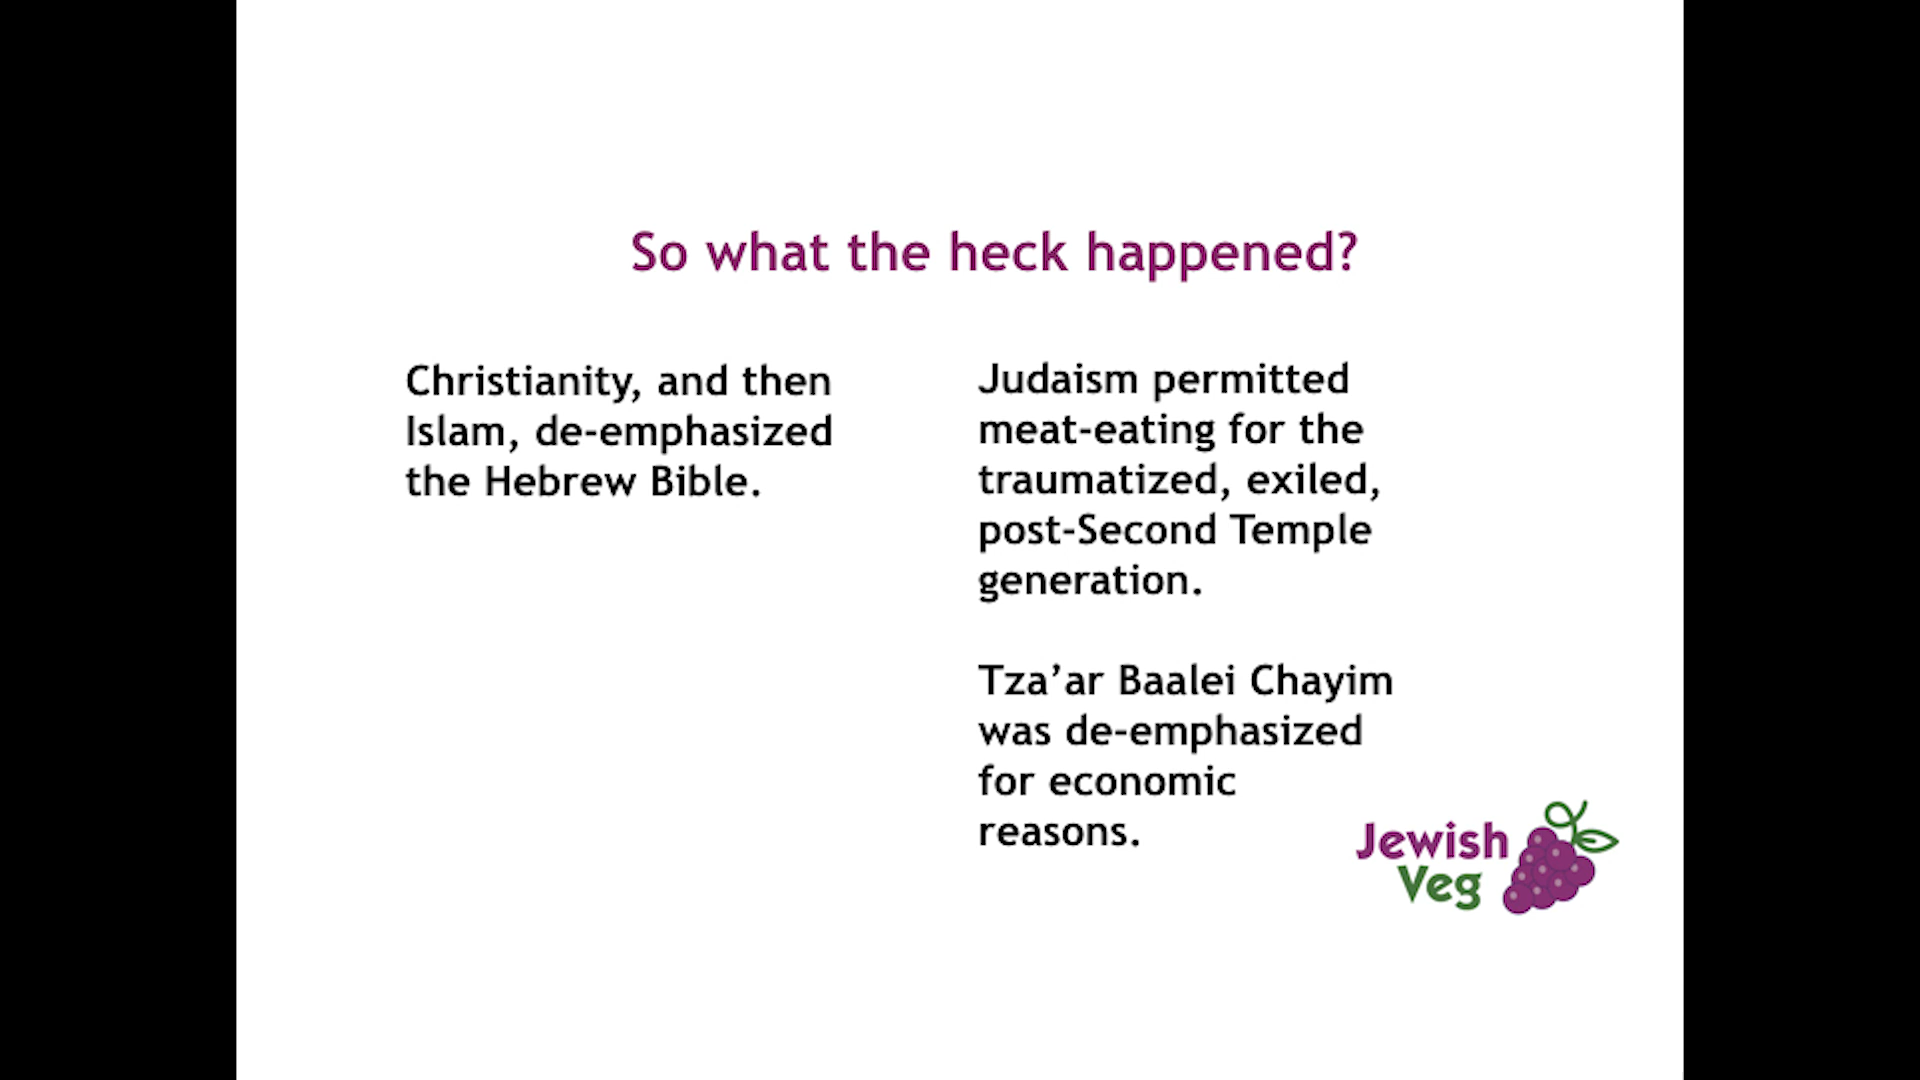 So what the heck happened?
Christianity, and then
Islam, de-emphasized
the Hebrew Bible.
Judaism permitted
meat-eating for the
traumatized, exiled,
post-Second Temple
generation.
Tza’ar Baalei Chayim
was de-emphasized
for economic
reasons.
Jewish
Veg